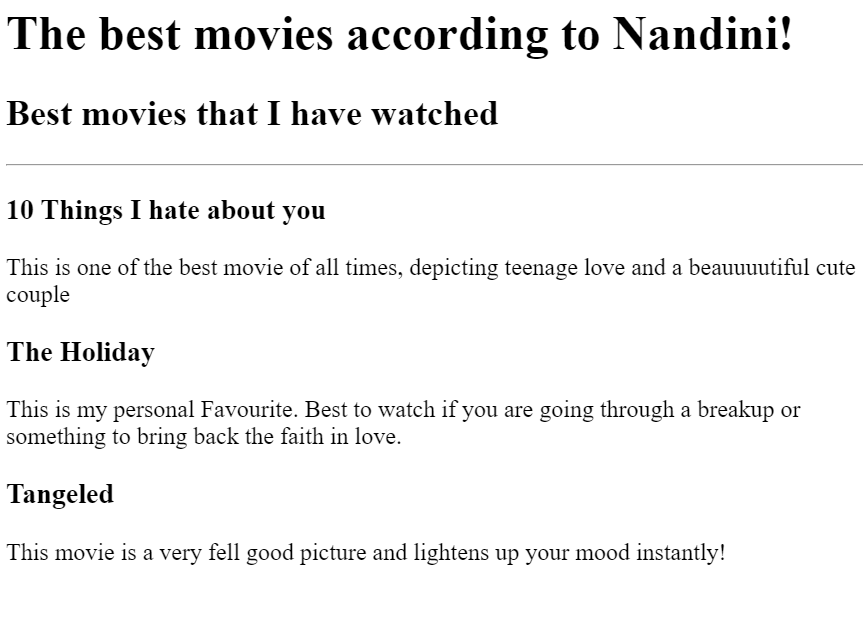 The best movies according to Nandini!
Best movies that I have watched
10 Things I hate about you
This is one of the best movie of all times, depicting teenage love and a beauuuutiful cute
couple
The Holiday
This is my personal Favourite. Best to watch if you are going through a breakup or
something to bring back the faith in love.
Tangeled
This movie is a very fell good picture and lightens up your mood instantly!